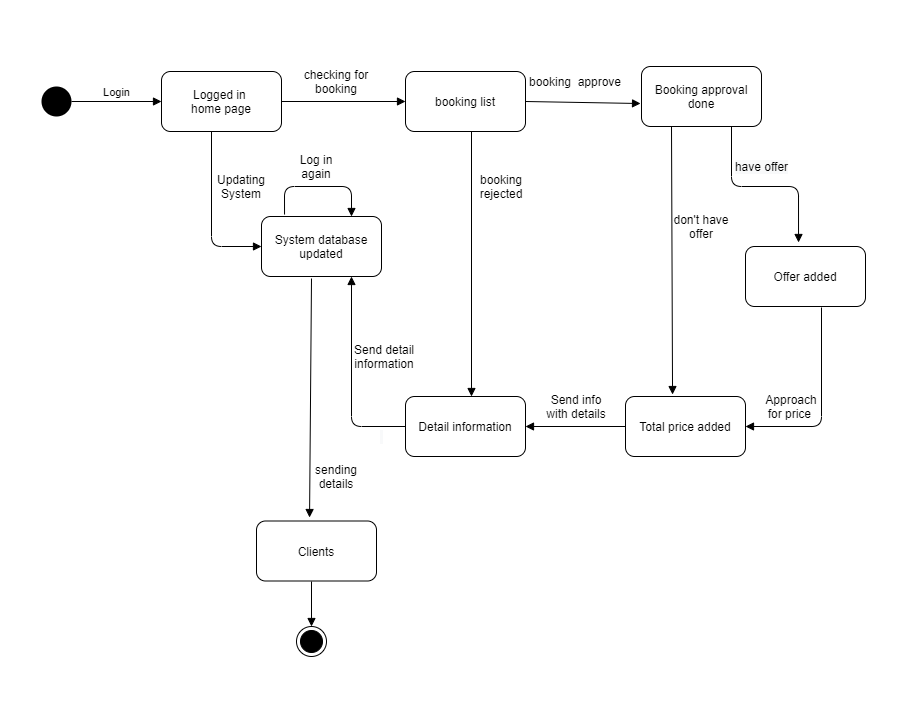 Login
Logged in
home page
checking for
booking
booking list
booking  approve
Booking approval
done
Updating
System
Log in
again
System database
updated
booking
rejected
don't have
offer
have offer
Offer added
Send detail
information
Detail information
Send info
with details
Total price added
Approach
for price
sending
details
Clients